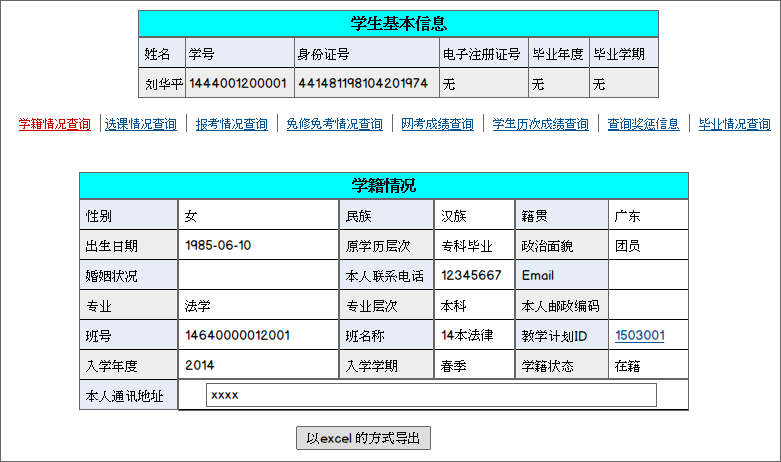 学生基本信息
姓名 学号 身份证号 电子注册证号 毕业年度 毕业学期
刘华平 1444001200001 441481198104201974 无 无 无
学籍情况查询 选课情况查询 报考情况查询 免修免考情况查询 网考成绩查询 学生历次成绩查询 查询奖惩信息 毕业情况查询
学籍情况
性别 女 民族 汉族 籍贯 广东
出生日期 1985-06-10 原学历层次 专科毕业 政治面貌 团员
婚姻状况 本人联系电话 12345667 Email
专业 法学 专业层次 本科 本人邮政编码
班号 14640000012001 班名称 14本法律 教学计划ID 1503001
入学年度 2014 入学学期 春季 学籍状态 在籍
本人通讯地址 xxxx
以excel 的方式导出